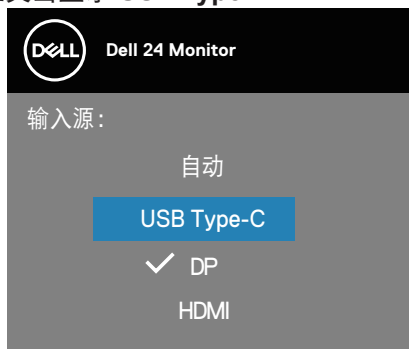 DELL
Dell 24 Monitor
输入源:
自动
USB Type-C
DP
HDMI